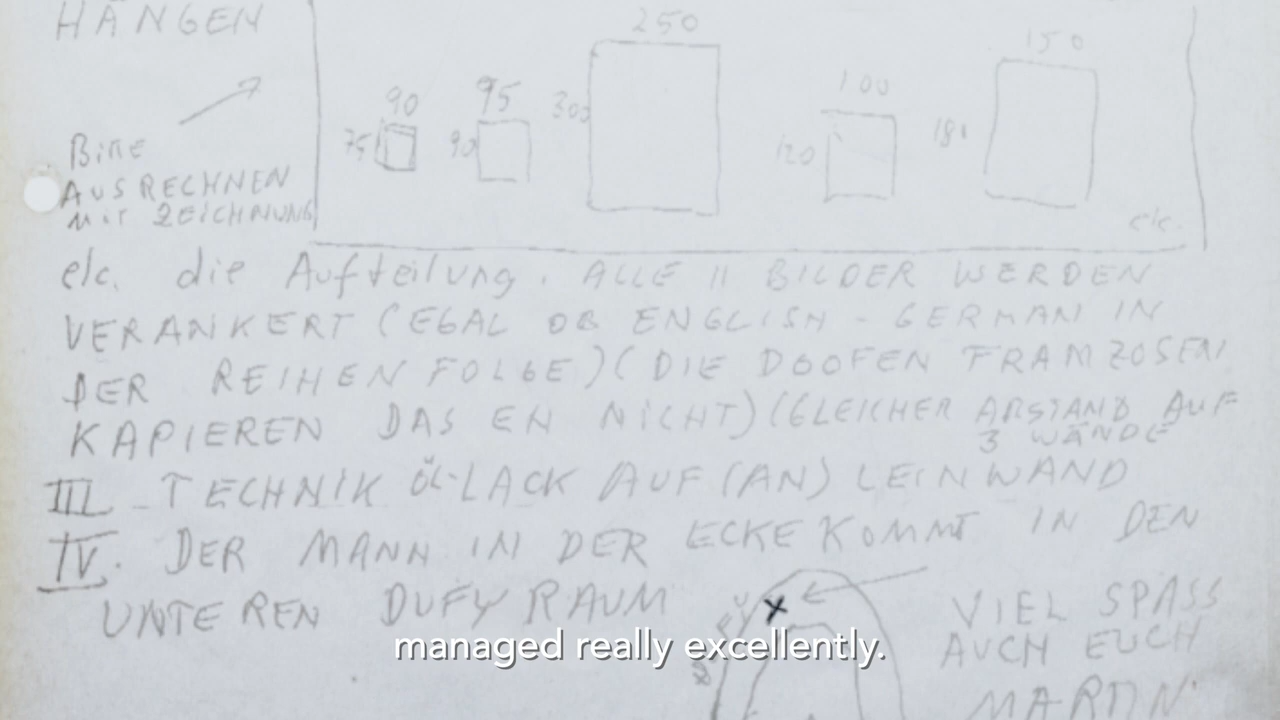 HÄNGEN
250
150
90
95
300
100
75
90
120
181
Bitte
AUSRECHNEN
MIT ZEICHNUNG
etc.
etc. die Aufteilung. ALLE 11 BILDER WERDEN
VERANKERT (EGAL OB ENGLISH - GERMAN IN
DER REIHENFOLGE) (DIE DOOFEN FRANZOSEN
KAPIEREN DAS EH NICHT) (GLEICHER ABSTAND AUF
3 WÄNDE
III - TECHNIK ÖL-LACK AUF (AN) LEINWAND
IV. DER MANN IN DER ECKE KOMMT IN DEN
UNTEREN DUFY RAUM
X
VIEL SPASS
AUCH EUCH
MARTIN
managed really excellently.